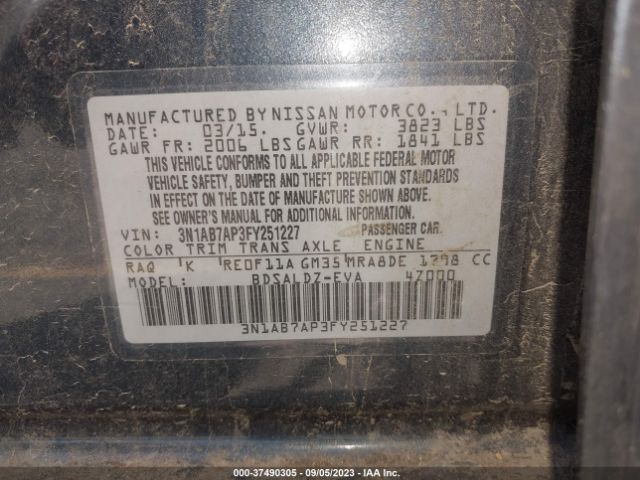 MANUFACTURED BY NISSAN MOTOR CO., LTD.
DATE: 03/15. GVWR: 3823 LBS
GAWR FR: 2006 LBS GAWR RR: 1841 LBS
THIS VEHICLE CONFORMS TO ALL APPLICABLE FEDERAL MOTOR
VEHICLE SAFETY, BUMPER AND THEFT PREVENTION STANDARDS
IN EFFECT ON THE DATE OF MANUFACTURE SHOWN ABOVE.
SEE OWNER'S MANUAL FOR ADDITIONAL INFORMATION.
VIN: 3N1AB7AP3FY251227 PASSENGER CAR.
COLOR TRIM TRANS AXLE ENGINE
RAQ K RE0F11A GM35 MRA8DE 1798 CC
MODEL: BDSALDZ-EVA 47000
3N1AB7AP3FY251227
000-37490305 - 09/05/2023 - IAA Inc.